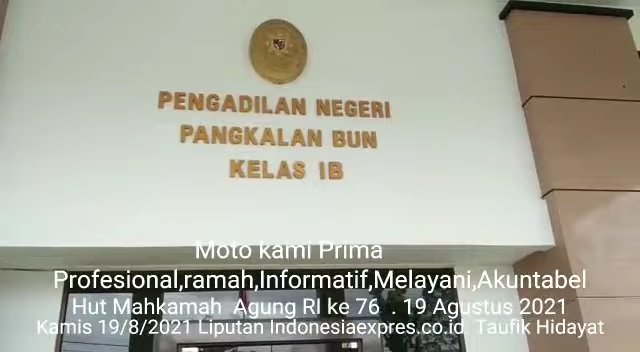 PENGADILAN NEGERI
PANGKALAN BUN
KELAS IB
Moto kami Prima
Profesional,ramah,Informatif,Melayani,Akuntabel
Hut Mahkamah Agung RI ke 76 . 19 Agustus 2021
Kamis 19/8/2021 Liputan Indonesiaexpres.co.id. Taufik Hidayat